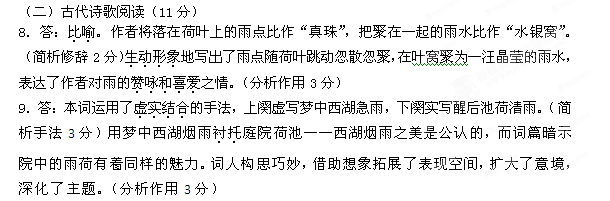 （二）古代诗歌阅读（11 分）
8．答：比喻。作者将落在荷叶上的雨点比作“真珠”，把聚在一起的雨水比作“水银窝”。
（简析修辞 2 分）生动形象地写出了雨点随荷叶跳动忽散忽聚，在叶窝聚为一汪晶莹的雨水，
表达了作者对雨的赞咏和喜爱之情。（分析作用 3 分）
9．答：本词运用了虚实结合的手法，上阕虚写梦中西湖急雨，下阕实写醒后池荷清雨。（简
析手法 3 分）用梦中西湖烟雨衬托庭院荷池一一西湖烟雨之美是公认的，而词篇暗示
院中的雨荷有着同样的魅力。词人构思巧妙，借助想象拓展了表现空间，扩大了意境，
深化了主题。（分析作用 3 分）